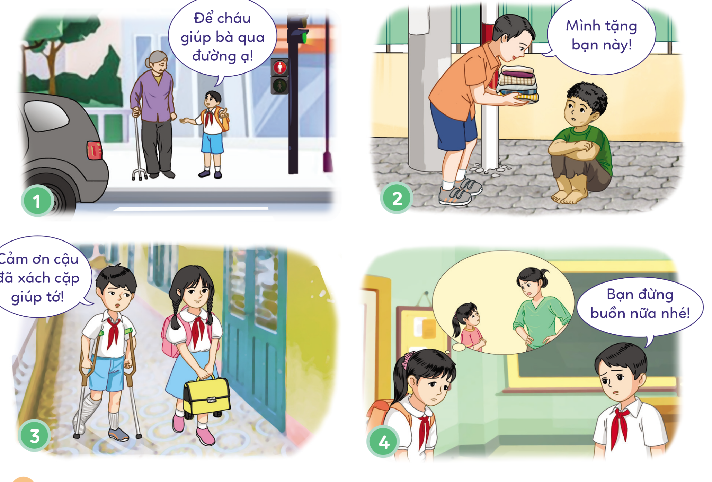 Để cháu
giúp bà qua
đường ạ!
1
Mình tặng
bạn này!
2
Cảm ơn cậu
đã xách cặp
giúp tớ!
3
Bạn đừng
buồn nữa nhé!
4